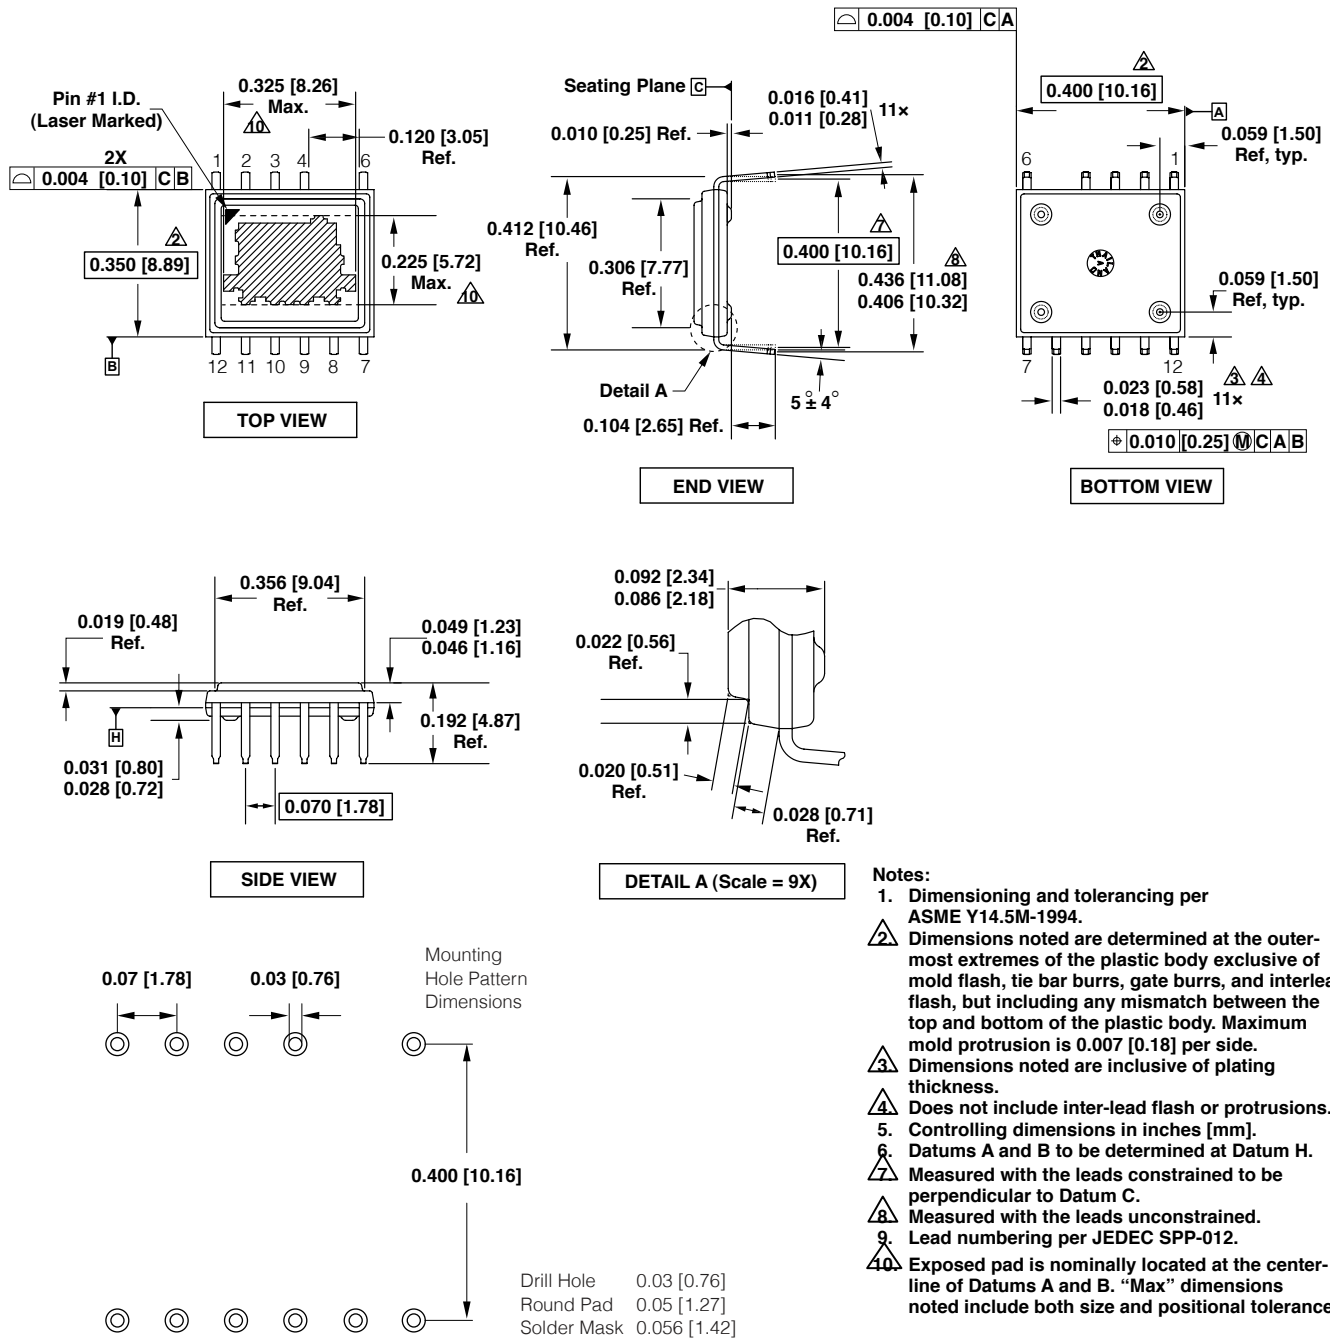 0.004 [0.10] C A
Pin #1 I.D.
(Laser Marked)
0.325 [8.26]
Max.
10
0.120 [3.05]
Ref.
2X
0.004 [0.10] C B
1 2 3 4 6
2
0.350 [8.89]
0.225 [5.72]
Max.
10
B
12 11 10 9 8 7
TOP VIEW
Seating Plane C
0.010 [0.25] Ref.
0.016 [0.41]
0.011 [0.28]
11×
0.412 [10.46]
Ref.
0.306 [7.77]
Ref.
7
0.400 [10.16]
8
0.436 [11.08]
0.406 [10.32]
Detail A
5° ± 4°
0.104 [2.65] Ref.
END VIEW
2
0.400 [10.16]
A
0.059 [1.50]
Ref, typ.
6 1
0.059 [1.50]
Ref, typ.
7 12
0.023 [0.58]
0.018 [0.46]
11×
3 4
⌖ 0.010 [0.25] Ⓜ C A B
BOTTOM VIEW
0.356 [9.04]
Ref.
0.019 [0.48]
Ref.
0.049 [1.23]
0.046 [1.16]
H
0.192 [4.87]
Ref.
0.031 [0.80]
0.028 [0.72]
0.070 [1.78]
SIDE VIEW
0.092 [2.34]
0.086 [2.18]
0.022 [0.56]
Ref.
0.020 [0.51]
Ref.
0.028 [0.71]
Ref.
DETAIL A (Scale = 9X)
Mounting
Hole Pattern
Dimensions
0.07 [1.78]
0.03 [0.76]
0.400 [10.16]
Drill Hole 0.03 [0.76]
Round Pad 0.05 [1.27]
Solder Mask 0.056 [1.42]
Notes:
1. Dimensioning and tolerancing per
ASME Y14.5M-1994.
2. Dimensions noted are determined at the outer-
most extremes of the plastic body exclusive of
mold flash, tie bar burrs, gate burrs, and interlea
flash, but including any mismatch between the
top and bottom of the plastic body. Maximum
mold protrusion is 0.007 [0.18] per side.
3. Dimensions noted are inclusive of plating
thickness.
4. Does not include inter-lead flash or protrusions.
5. Controlling dimensions in inches [mm].
6. Datums A and B to be determined at Datum H.
7. Measured with the leads constrained to be
perpendicular to Datum C.
8. Measured with the leads unconstrained.
9. Lead numbering per JEDEC SPP-012.
10. Exposed pad is nominally located at the center-
line of Datums A and B. “Max” dimensions
noted include both size and positional tolerance